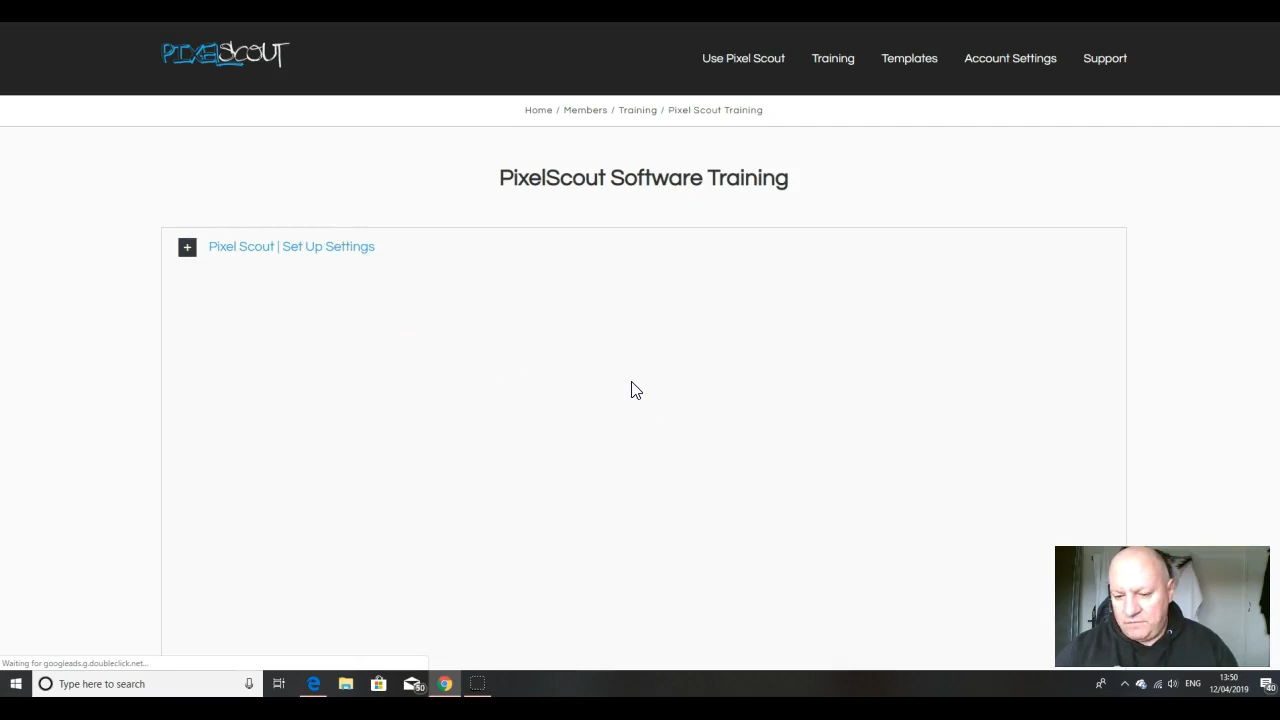 PIXELSCOUT
Use Pixel Scout Training Templates Account Settings Support
Home / Members / Training / Pixel Scout Training
PixelScout Software Training
+ Pixel Scout | Set Up Settings
Waiting for googleads.g.doubleclick.net...
Type here to search
50
ENG
13:50
12/04/2019
40